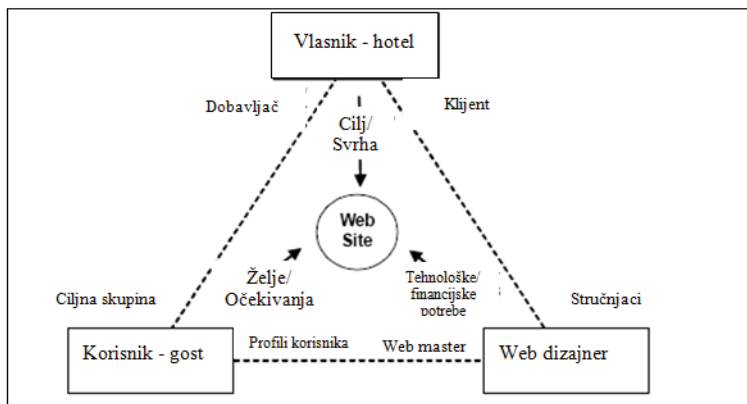 Vlasnik - hotel
Dobavljač
Klijent
Cilj/
Svrha
Web
Site
Želje/
Očekivanja
Tehnološke/
financijske
potrebe
Ciljna skupina
Stručnjaci
Korisnik - gost
Profili korisnika
Web master
Web dizajner